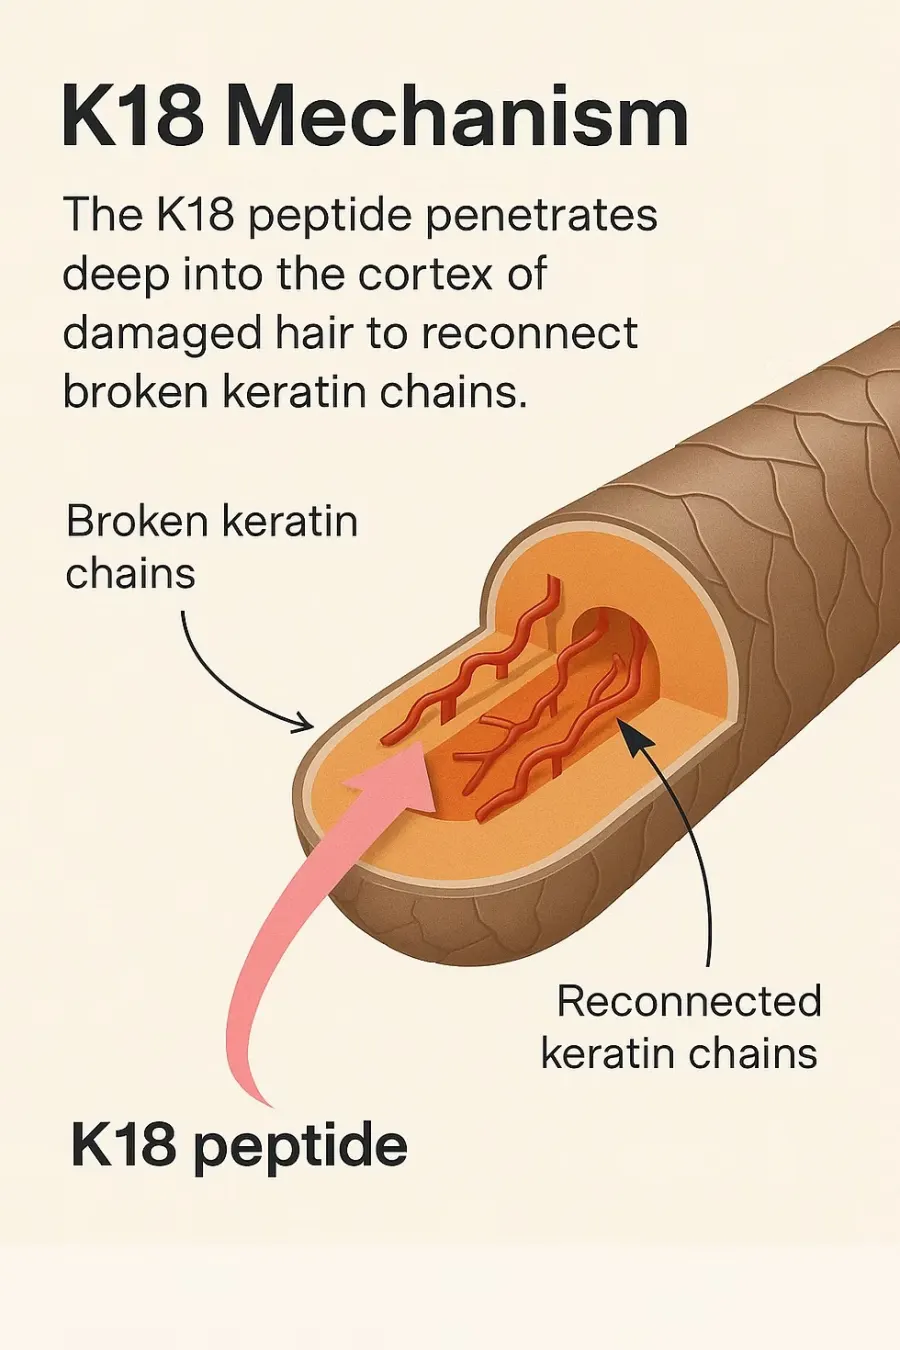 K18 Mechanism
The K18 peptide penetrates
deep into the cortex of
damaged hair to reconnect
broken keratin chains.
Broken keratin
chains
Reconnected
keratin chains
K18 peptide